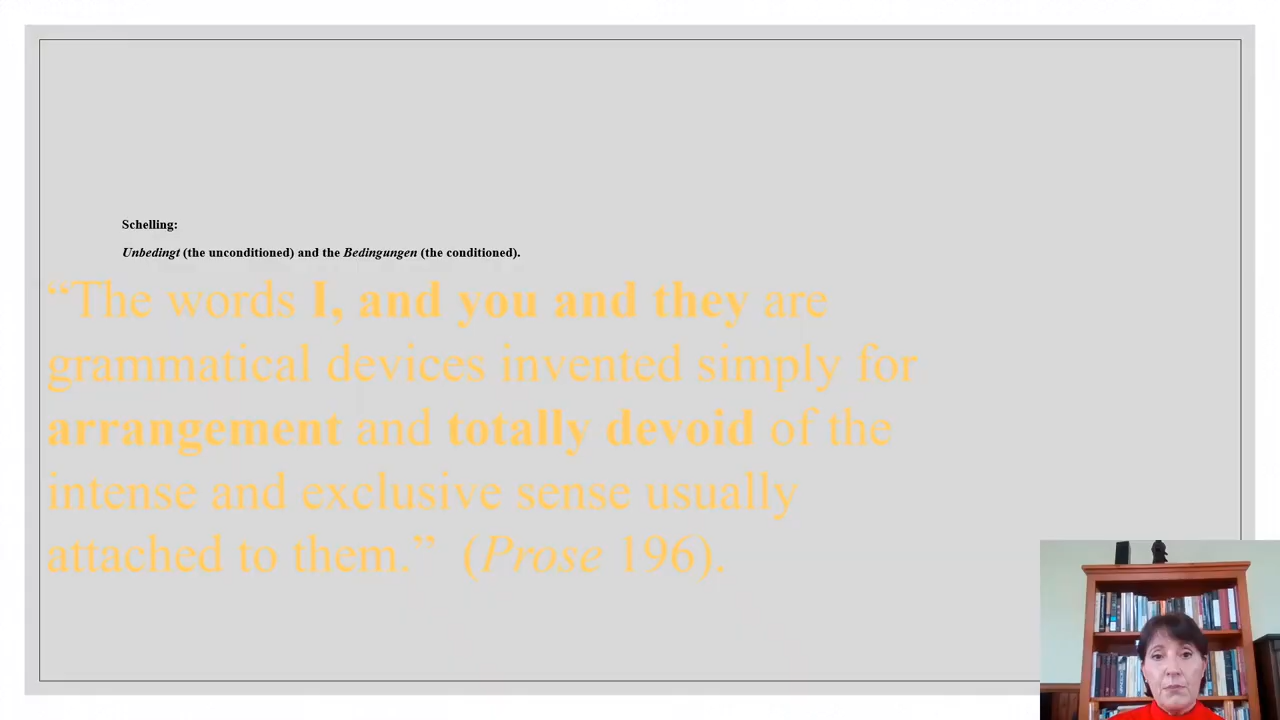 Schelling:
Unbedingt (the unconditioned) and the Bedingungen (the conditioned).
“The words I, and you and they are
grammatical devices invented simply for
arrangement and totally devoid of the
intense and exclusive sense usually
attached to them.” (Prose 196).